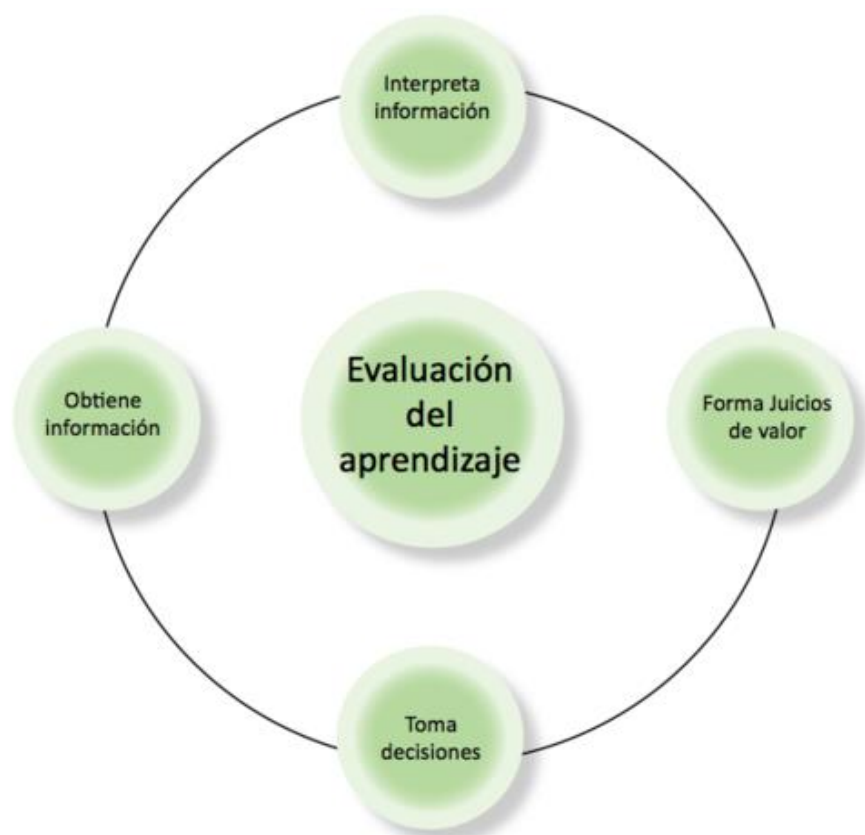 Interpreta
información
Obtiene
información
Evaluación
del
aprendizaje
Forma Juicios
de valor
Toma
decisiones